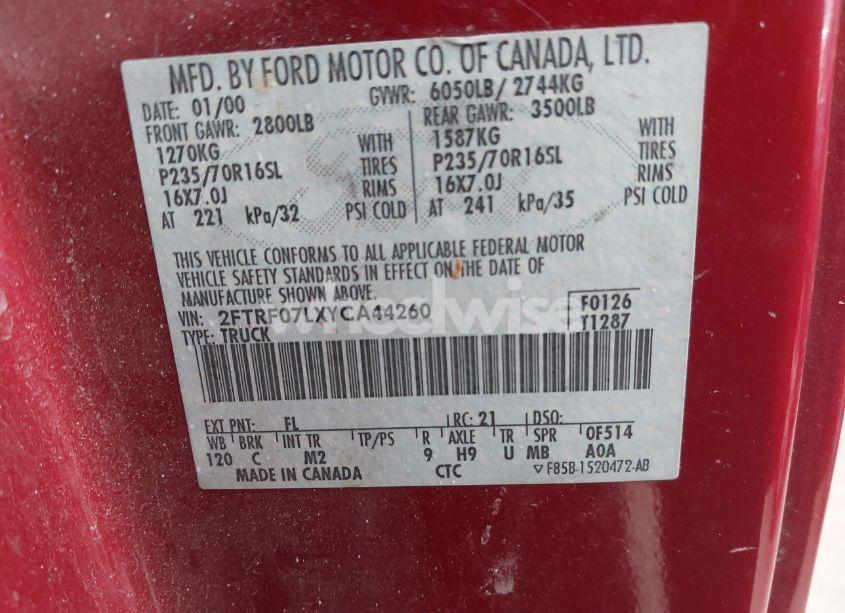 MFD. BY FORD MOTOR CO. OF CANADA, LTD.
DATE: 01/00 GVWR: 6050LB/ 2744KG
FRONT GAWR: 2800LB REAR GAWR: 3500LB
1270KG WITH 1587KG WITH
P235/70R16SL TIRES P235/70R16SL TIRES
16X7.0J RIMS 16X7.0J RIMS
AT 221 kPa/32 PSI COLD AT 241 kPa/35 PSI COLD
THIS VEHICLE CONFORMS TO ALL APPLICABLE FEDERAL MOTOR
VEHICLE SAFETY STANDARDS IN EFFECT ON THE DATE OF
MANUFACTURE SHOWN ABOVE.
VIN: 2FTRF07LXYCA44260 F0126
TYPE: TRUCK T1287
wheelwise
EXT PNT: FL RC: 21 DSO:
WB BRK INT TR TP/PS R AXLE TR SPR 0F514
120 C M2 9 H9 U MB A0A
MADE IN CANADA CTC ▽ F85B-1520472-AB